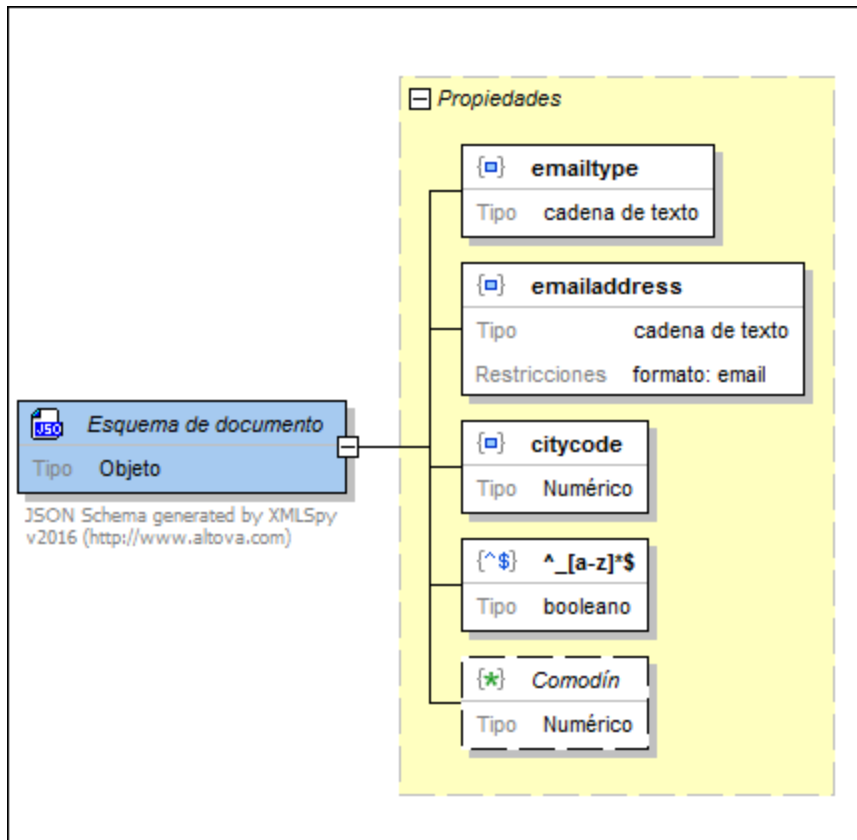 Propiedades
emailtype
Tipo cadena de texto
emailaddress
Tipo cadena de texto
Restricciones formato: email
JSO Esquema de documento
Tipo Objeto
JSON Schema generated by XMLSpy
v2016 (http://www.altova.com)
citycode
Tipo Numérico
{^$} ^_[a-z]*$
Tipo booleano
{*} Comodín
Tipo Numérico